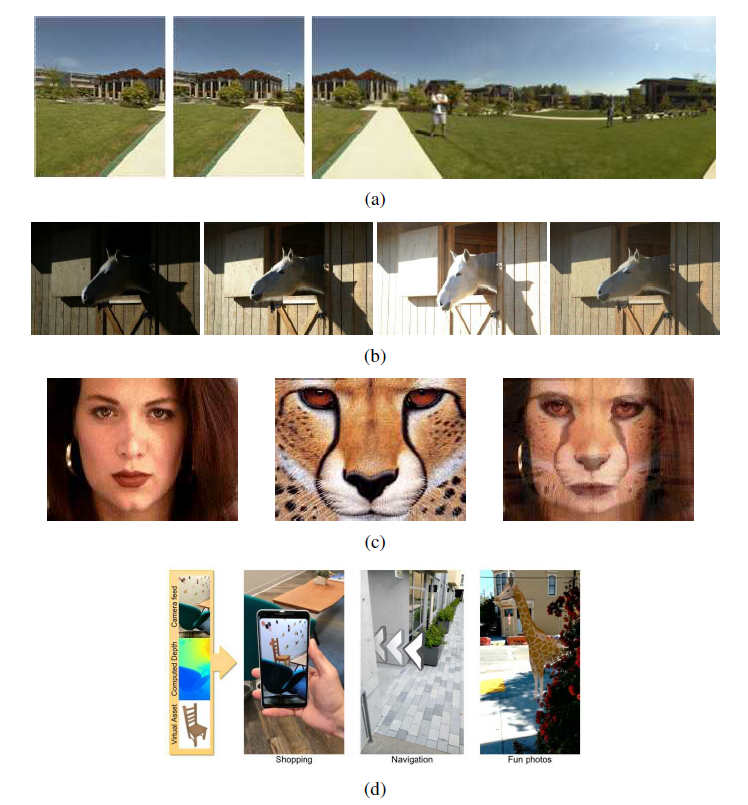 (a)
(b)
(c)
Camera feed
Computed Depth
Virtual Asset
Shopping
Navigation
Fun photos
(d)